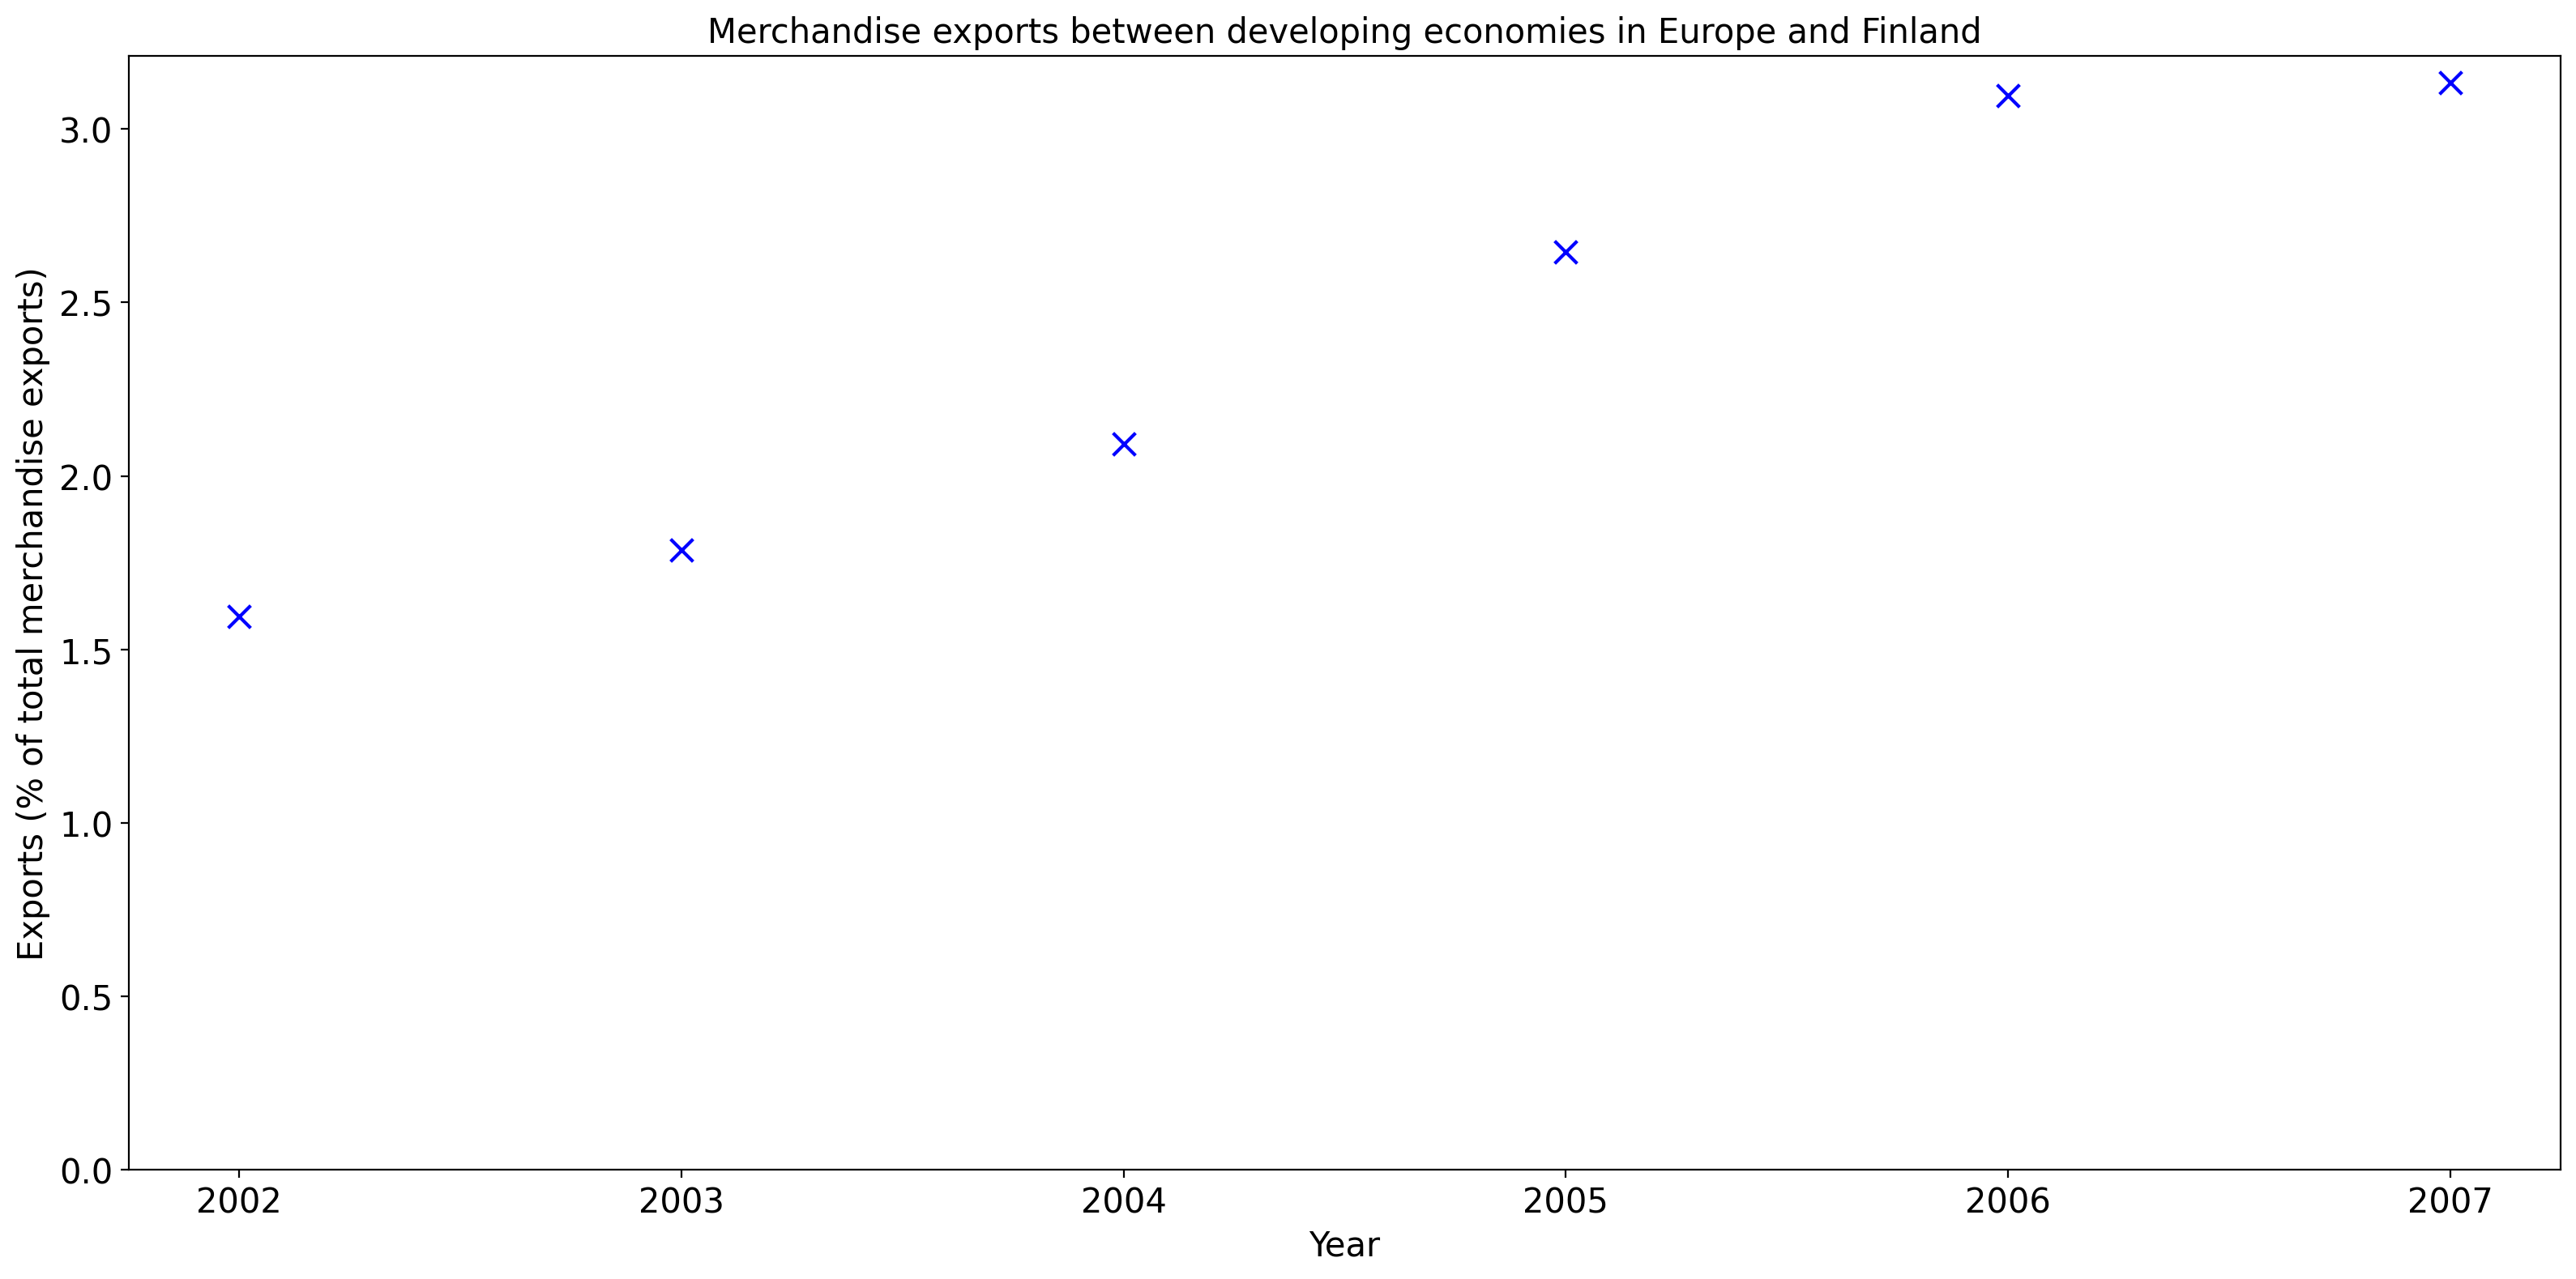 Merchandise exports between developing economies in Europe and Finland
Exports (% of total merchandise exports)
3.0
2.5
2.0
1.5
1.0
0.5
0.0
2002 2003 2004 2005 2006 2007
Year